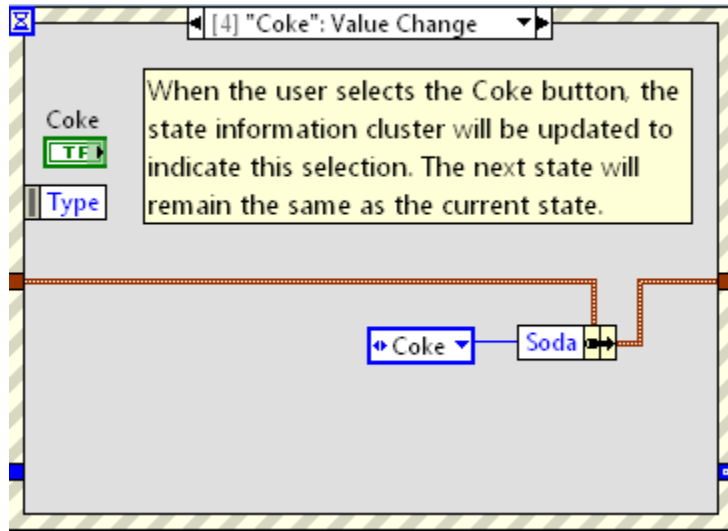 [4] "Coke": Value Change
Coke
TF
Type
When the user selects the Coke button, the
state information cluster will be updated to
indicate this selection. The next state will
remain the same as the current state.
Coke
Soda